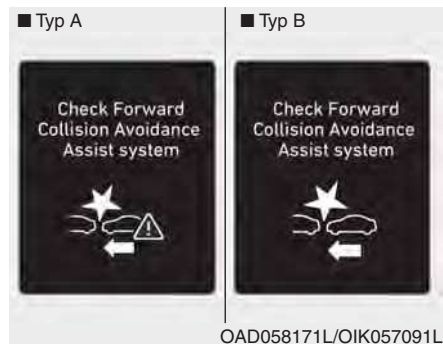 ■ Typ A
■ Typ B
Check Forward
Collision Avoidance
Assist system
Check Forward
Collision Avoidance
Assist system
OAD058171L/OIK057091L